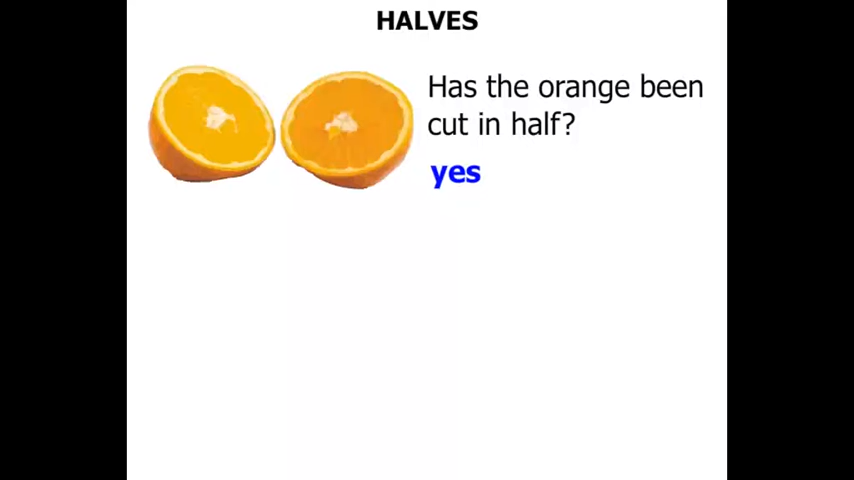 HALVES
Has the orange been
cut in half?
yes